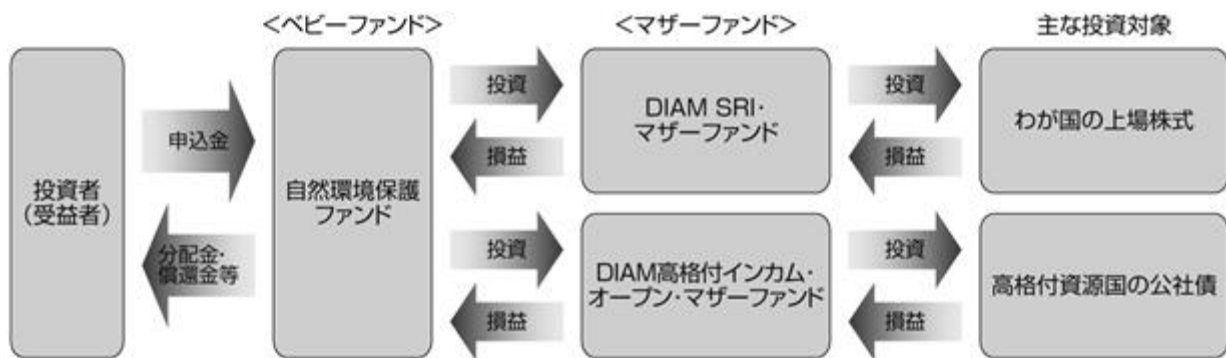 <ベビーファンド>
<マザーファンド>
主な投資対象
投資者
(受益者)
申込金
分配金・
償還金等
自然環境保護
ファンド
投資
損益
DIAM SRI・
マザーファンド
投資
損益
わが国の上場株式
投資
損益
DIAM高格付インカム・
オープン・マザーファンド
投資
損益
高格付資源国の公社債